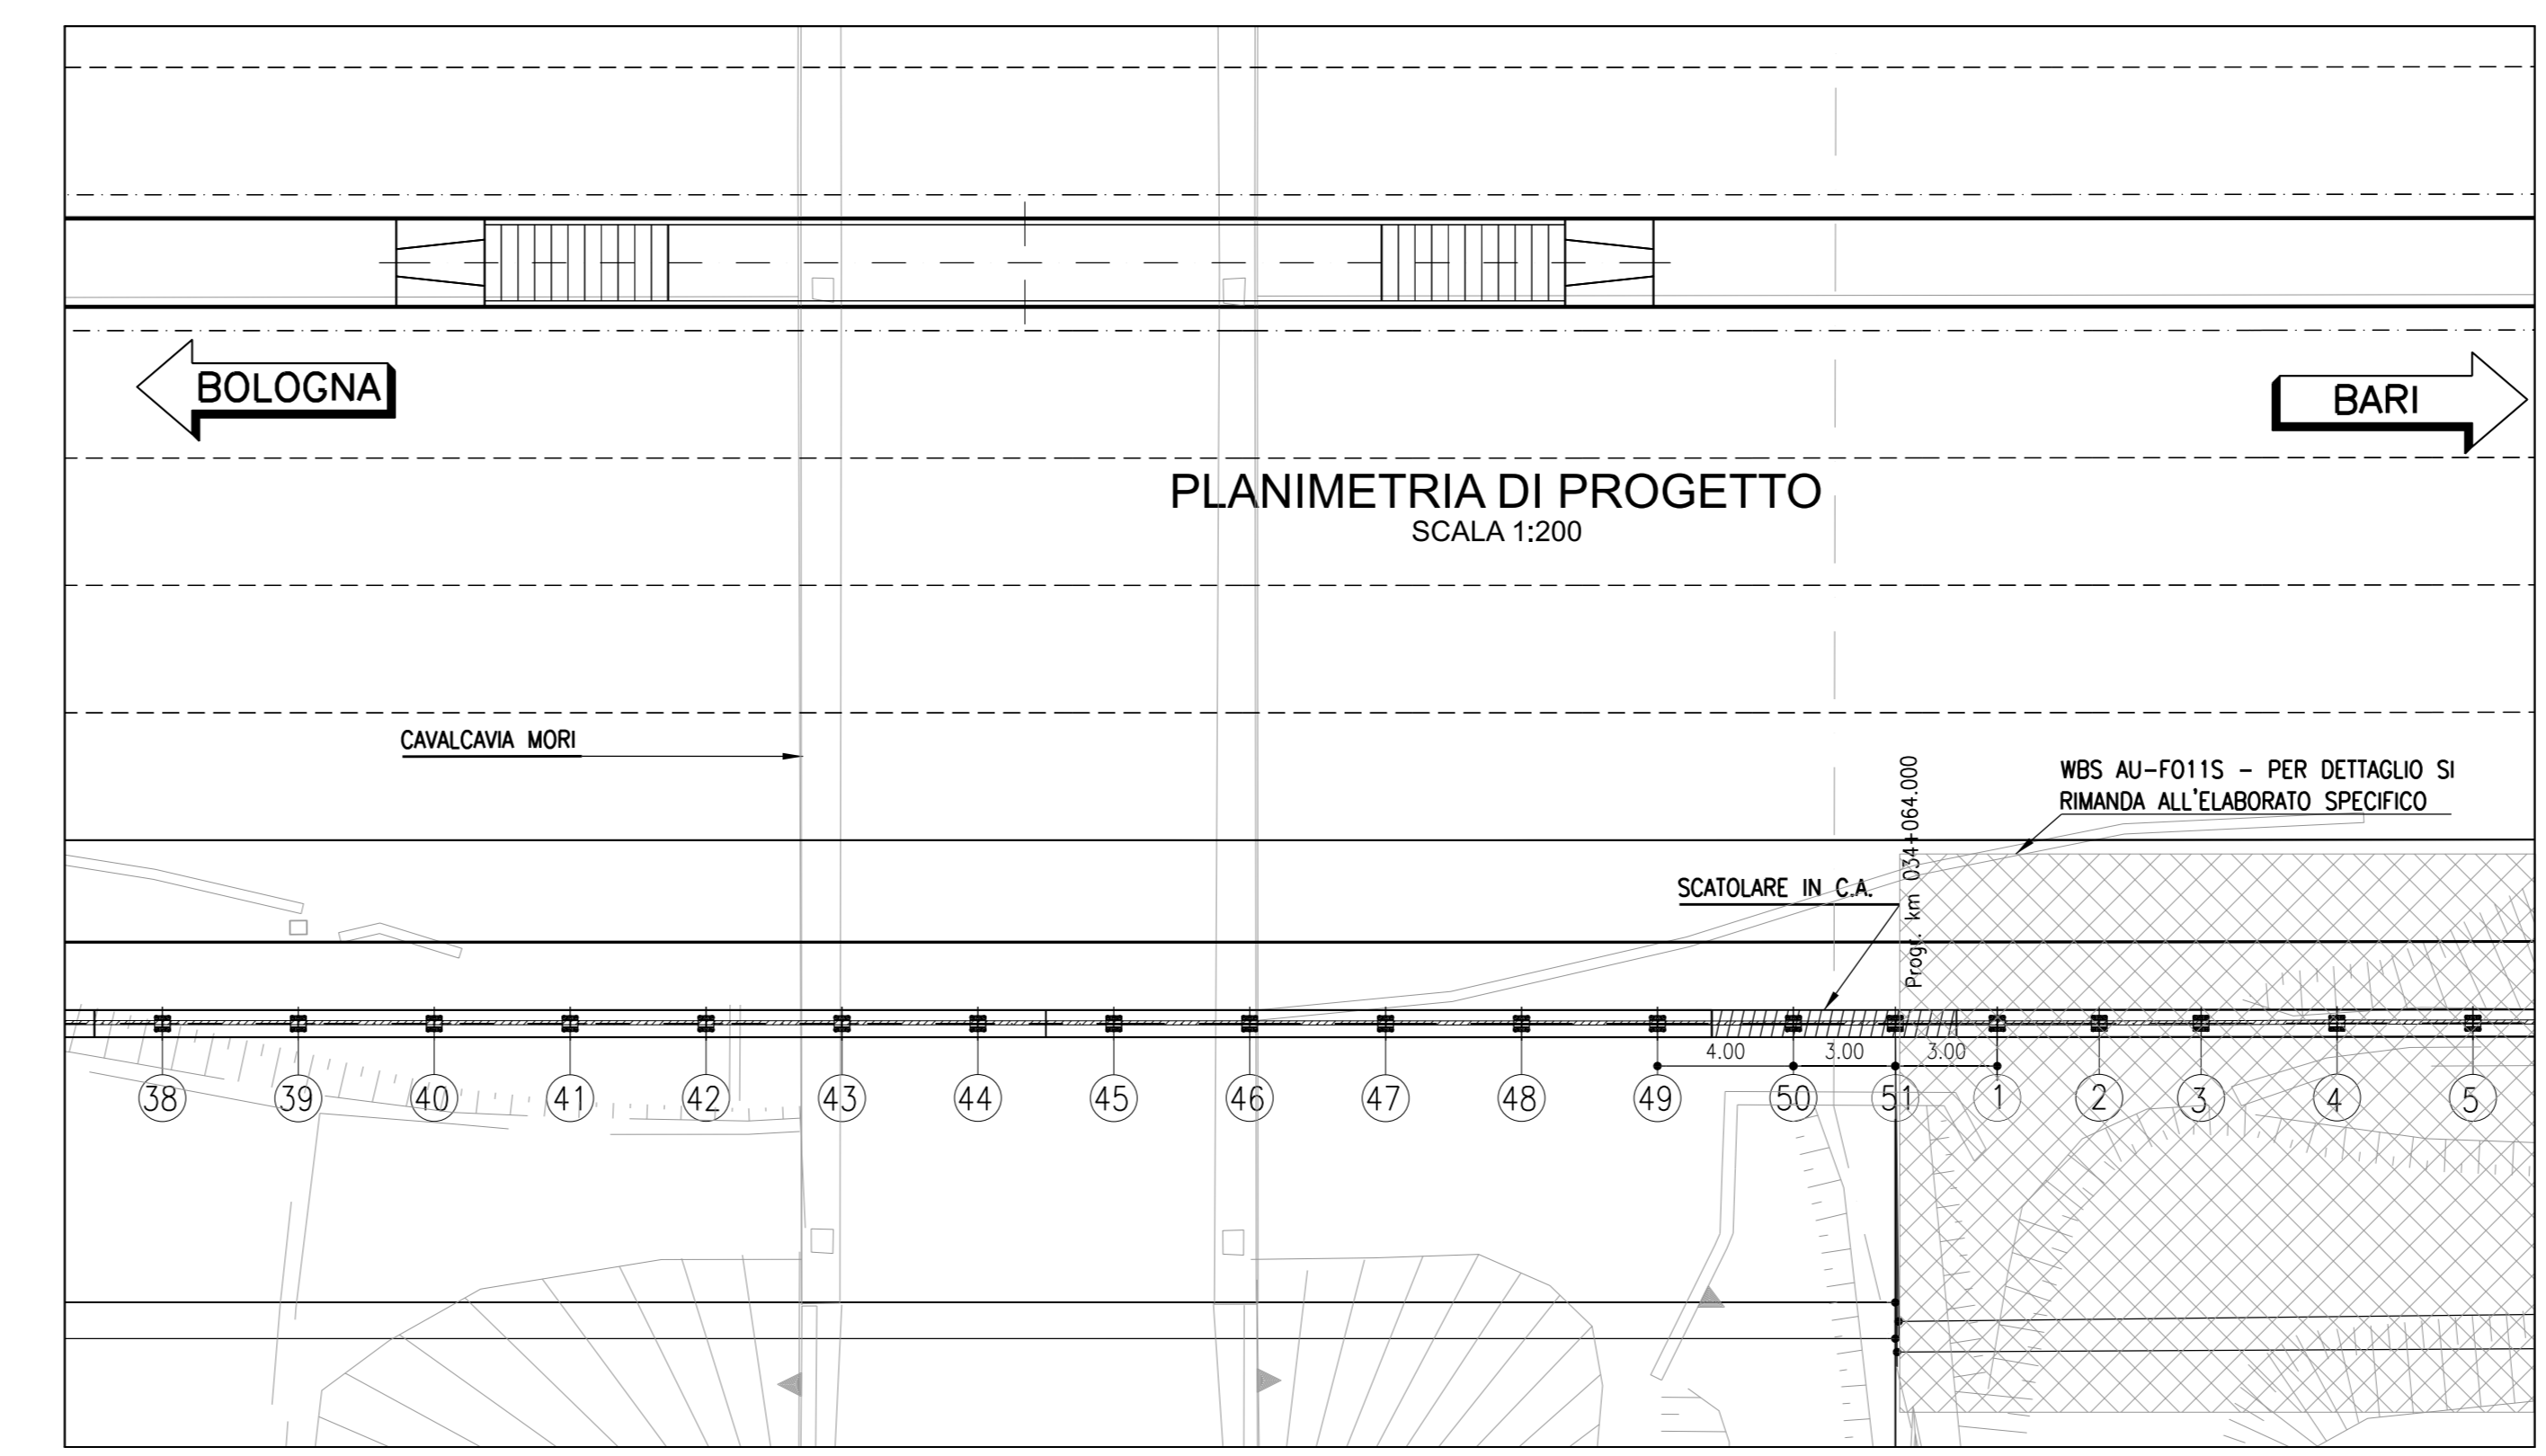 BOLOGNA
BARI
PLANIMETRIA DI PROGETTO
SCALA 1:200
CAVALCAVIA MORI
WBS AU-F011S - PER DETTAGLIO SI
RIMANDA ALL'ELABORATO SPECIFICO
Progr. km 034+064.000
SCATOLARE IN C.A.
4.00 3.00 3.00
38 39 40 41 42 43 44 45 46 47 48 49 50 51 1 2 3 4 5